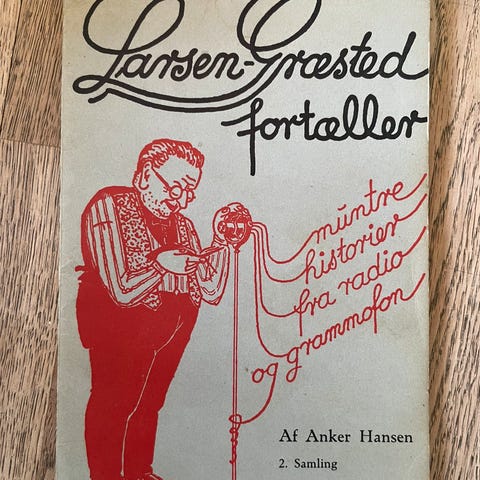 Larsen-Græsted
fortæller
muntre
historier
fra radio
og grammofon
Af Anker Hansen
2. Samling